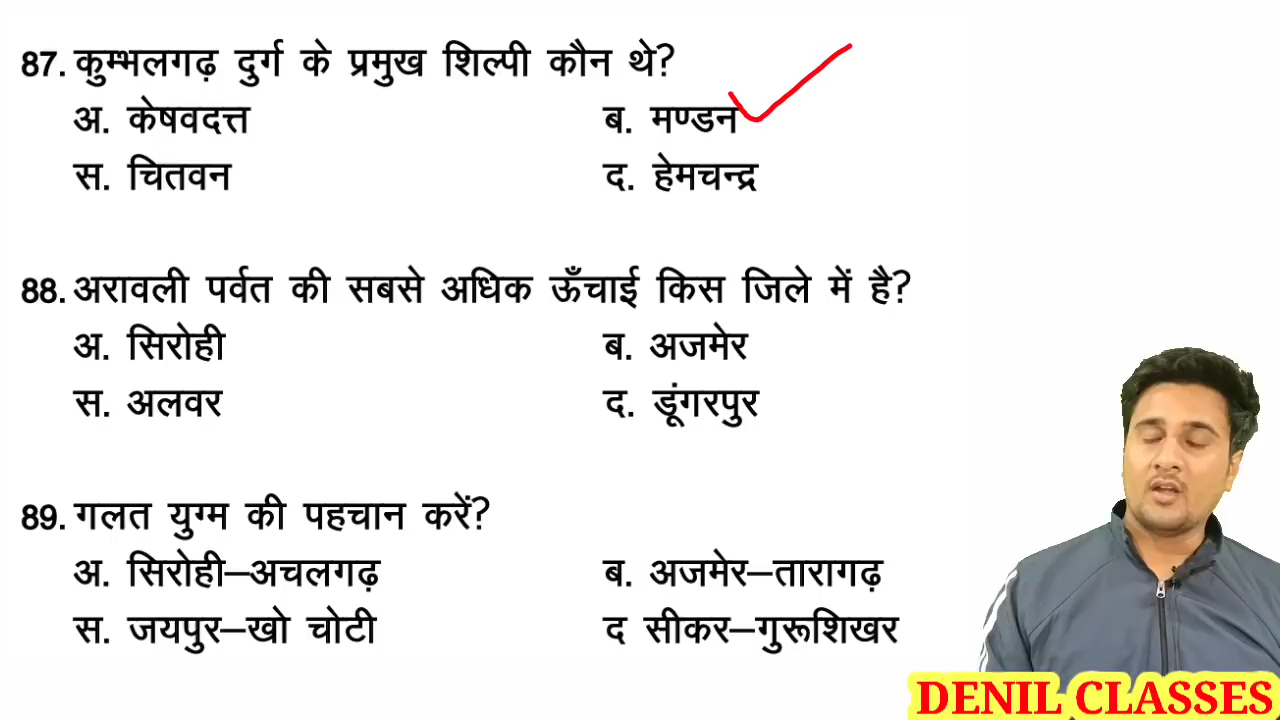 87. कुम्भलगढ़ दुर्ग के प्रमुख शिल्पी कौन थे?
अ. केषवदत्त ब. मण्डन
स. चितवन द. हेमचन्द्र
88. अरावली पर्वत की सबसे अधिक ऊँचाई किस जिले में है?
अ. सिरोही ब. अजमेर
स. अलवर द. डूंगरपुर
89. गलत युग्म की पहचान करें?
अ. सिरोही–अचलगढ़ ब. अजमेर–तारागढ़
स. जयपुर–खो चोटी द सीकर–गुरूशिखर
DENIL CLASSES